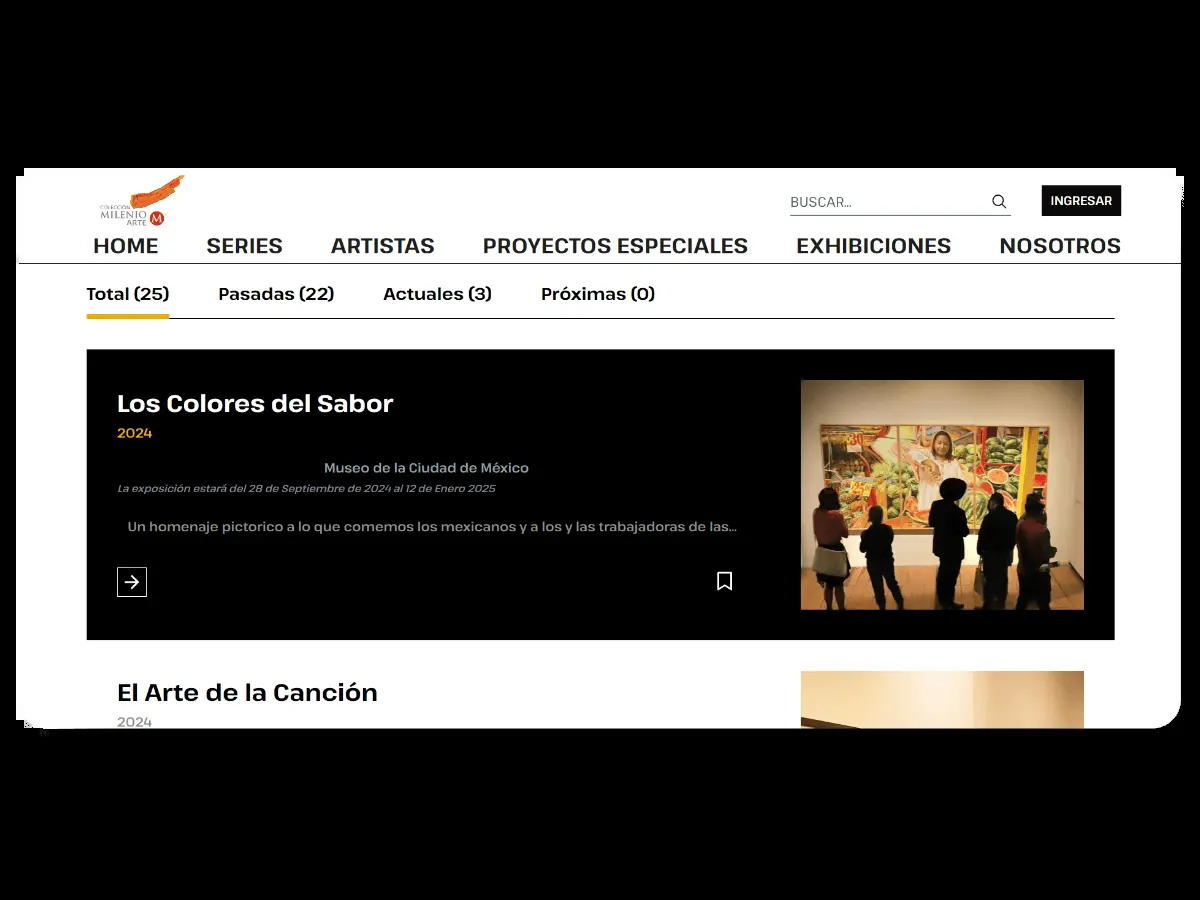 COLECCIÓN
MILENIO M
ARTE
BUSCAR...
INGRESAR
HOME SERIES ARTISTAS PROYECTOS ESPECIALES EXHIBICIONES NOSOTROS
Total (25) Pasadas (22) Actuales (3) Próximas (0)
Los Colores del Sabor
2024
Museo de la Ciudad de México
La exposición estará del 28 de Septiembre de 2024 al 12 de Enero 2025
Un homenaje pictorico a lo que comemos los mexicanos y a los y las trabajadoras de las...
El Arte de la Canción
2024